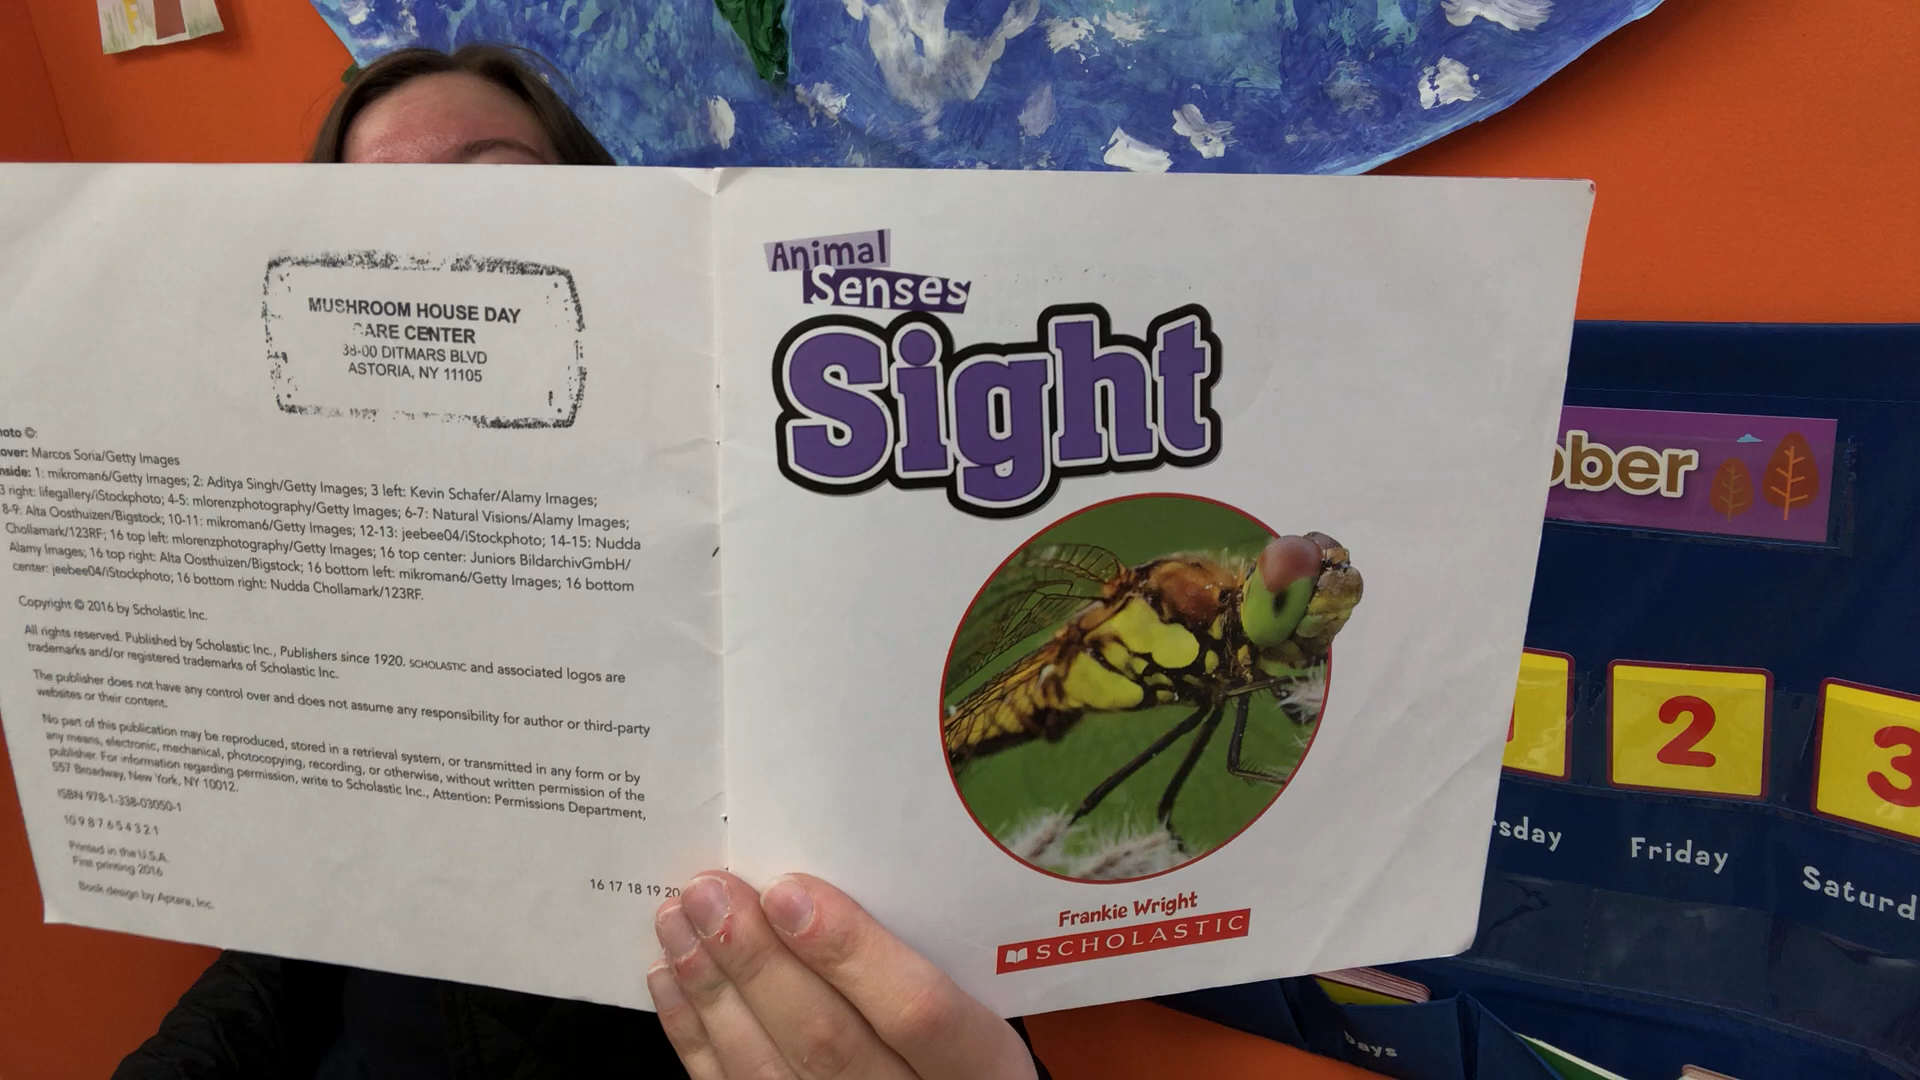 MUSHROOM HOUSE DAY
CARE CENTER
38-00 DITMARS BLVD
ASTORIA, NY 11105
Marcos Soria/Getty Images
1: mikroman6/Getty Images; 2: Aditya Singh/Getty Images; 3 left: Kevin Schafer/Alamy Images;
3 right: lifegallery/iStockphoto; 4-5: mlorenzphotography/Getty Images; 6-7: Natural Visions/Alamy Images;
8-9: Alta Oosthuizen/Bigstock; 10-11: mikroman6/Getty Images; 12-13: jeebee04/iStockphoto; 14-15: Nudda
Chollamark/123RF; 16 top left: mlorenzphotography/Getty Images; 16 top center: Juniors BildarchivGmbH/
Alamy Images; 16 top right: Alta Oosthuizen/Bigstock; 16 bottom left: mikroman6/Getty Images; 16 bottom
center: jeebee04/iStockphoto; 16 bottom right: Nudda Chollamark/123RF.
Copyright © 2016 by Scholastic Inc.
All rights reserved. Published by Scholastic Inc., Publishers since 1920. SCHOLASTIC and associated logos are
trademarks and/or registered trademarks of Scholastic Inc.
The publisher does not have any control over and does not assume any responsibility for author or third-party
websites or their content.
No part of this publication may be reproduced, stored in a retrieval system, or transmitted in any form or by
any means, electronic, mechanical, photocopying, recording, or otherwise, without written permission of the
publisher. For information regarding permission, write to Scholastic Inc., Attention: Permissions Department,
557 Broadway, New York, NY 10012.
ISBN 978-1-338-03050-1
10 9 8 7 6 5 4 3 2 1
16 17 18 19 20
Printed in the U.S.A.
First printing 2016
Book design by Aptara, Inc.
Animal
Senses
Sight
Frankie Wright
SCHOLASTIC
ber
2
3
sday
Friday
Saturd
Days